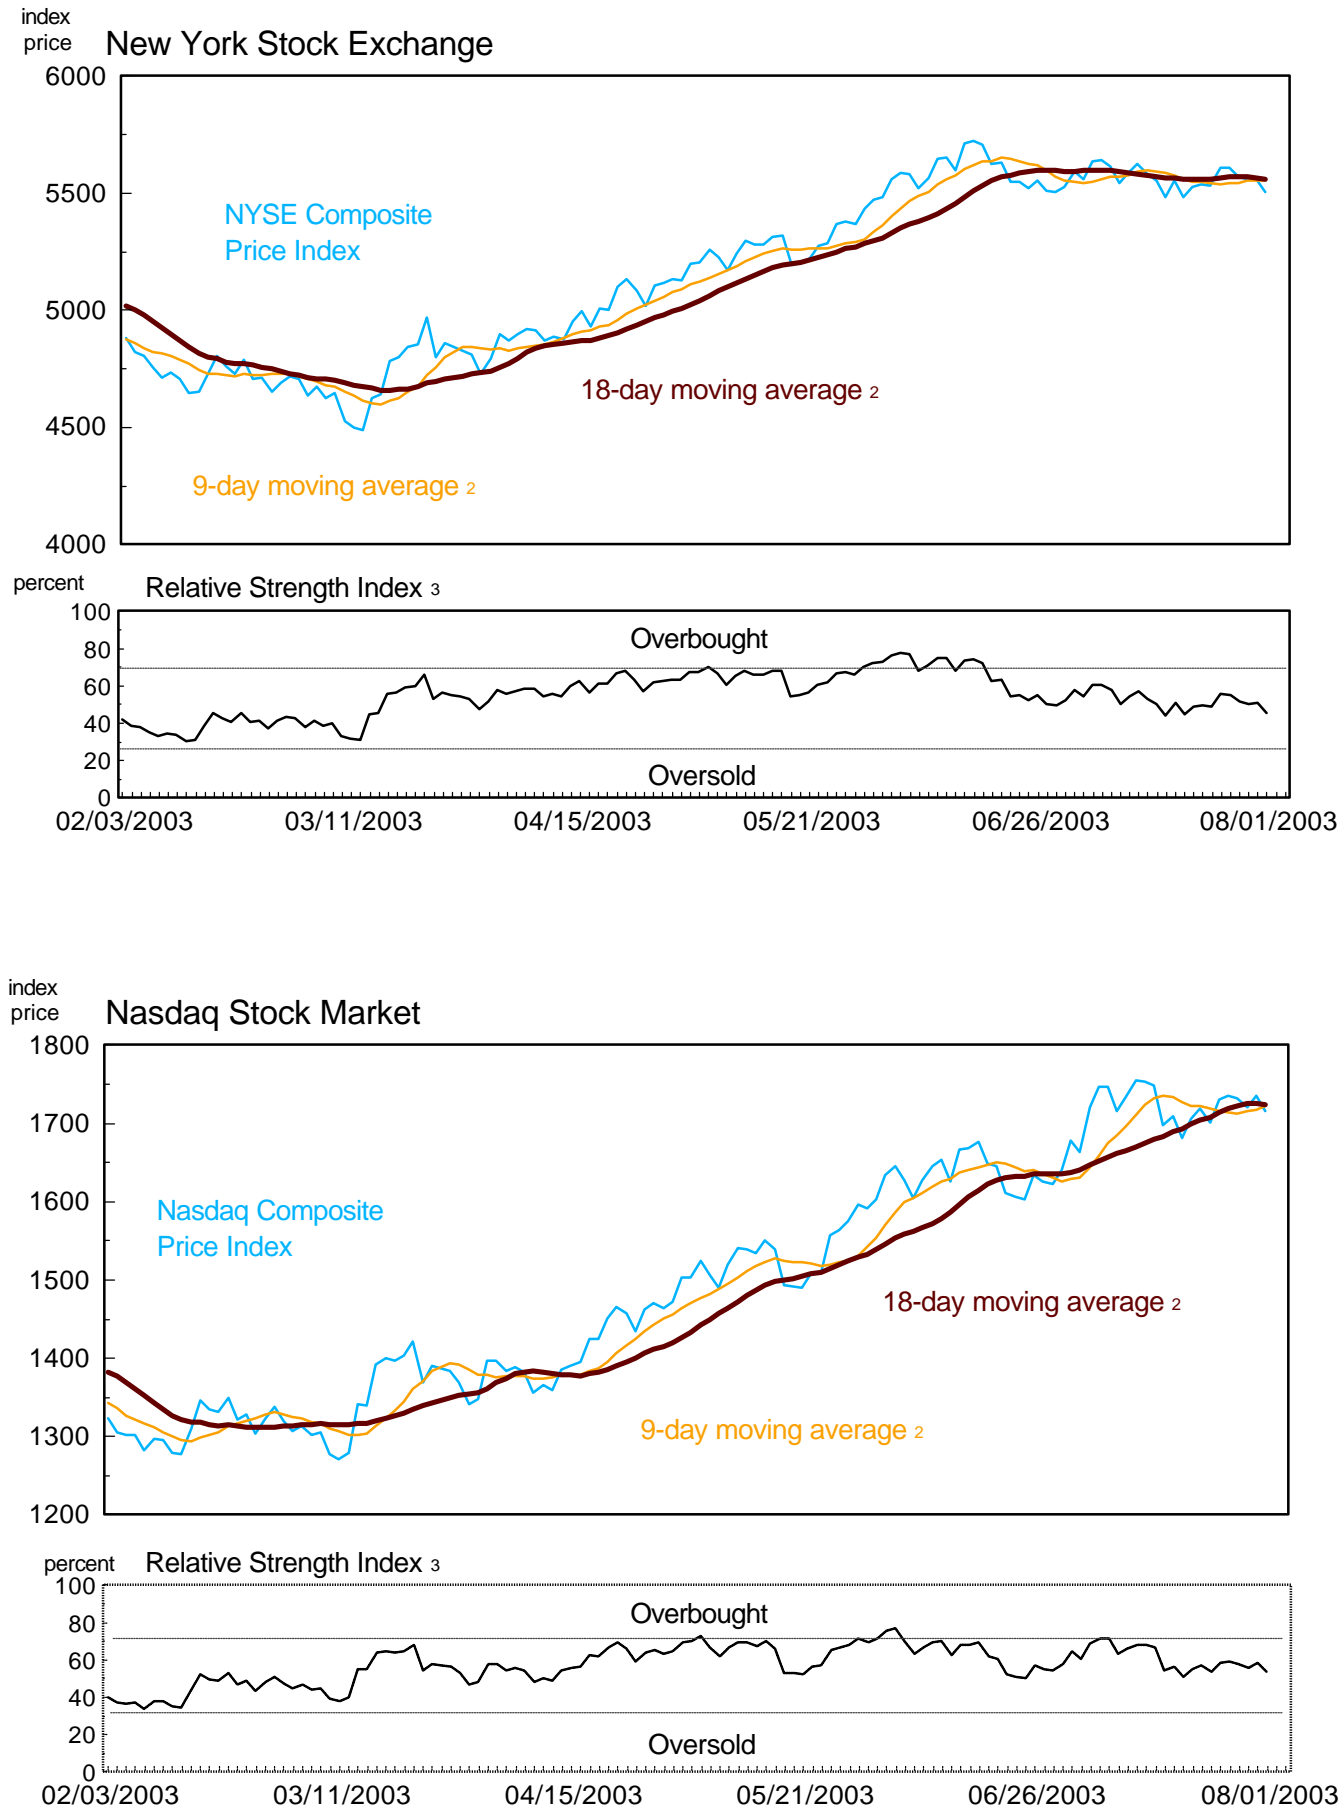 index
price
New York Stock Exchange
6000
5500
5000
4500
4000
NYSE Composite
Price Index
18-day moving average 2
9-day moving average 2
percent
Relative Strength Index 3
100
80
60
40
20
0
Overbought
Oversold
02/03/2003
03/11/2003
04/15/2003
05/21/2003
06/26/2003
08/01/2003
index
price
Nasdaq Stock Market
1800
1700
1600
1500
1400
1300
1200
Nasdaq Composite
Price Index
18-day moving average 2
9-day moving average 2
percent
Relative Strength Index 3
100
80
60
40
20
0
Overbought
Oversold
02/03/2003
03/11/2003
04/15/2003
05/21/2003
06/26/2003
08/01/2003